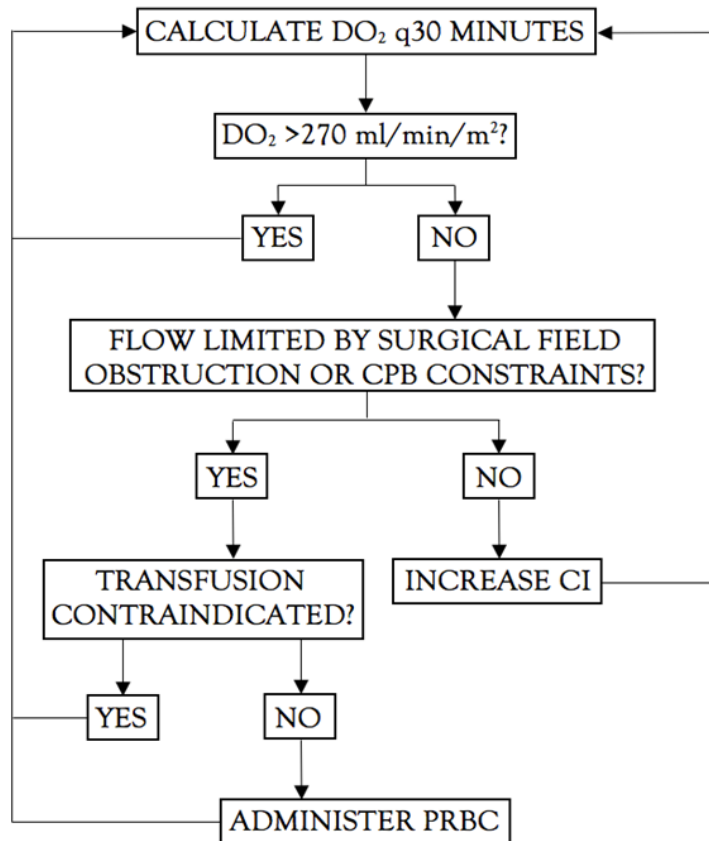 CALCULATE DO₂ q30 MINUTES
DO₂ >270 ml/min/m²?
YES
NO
FLOW LIMITED BY SURGICAL FIELD
OBSTRUCTION OR CPB CONSTRAINTS?
YES
NO
TRANSFUSION
CONTRAINDICATED?
INCREASE CI
YES
NO
ADMINISTER PRBC